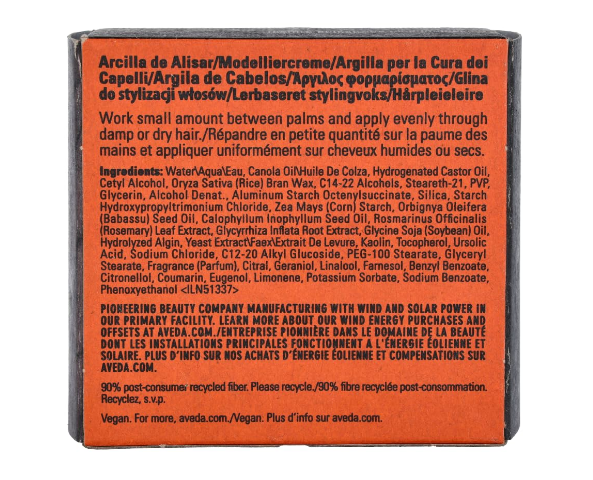 Arcilla de Alisar/Modelliercreme/Argilla per la Cura dei
Capelli/Argila de Cabelos/Άργιλος φορμαρίσματος/Glina
do stylizacji włosów/Lerbaseret stylingvoks/Hårpleieleire
Work small amount between palms and apply evenly through
damp or dry hair./Répandre en petite quantité sur la paume des
mains et appliquer uniformément sur cheveux humides ou secs.
Ingredients: Water\Aqua\Eau, Canola Oil\Huile De Colza, Hydrogenated Castor Oil,
Cetyl Alcohol, Oryza Sativa (Rice) Bran Wax, C14-22 Alcohols, Steareth-21, PVP,
Glycerin, Alcohol Denat., Aluminum Starch Octenylsuccinate, Silica, Starch
Hydroxypropyltrimonium Chloride, Zea Mays (Corn) Starch, Orbignya Oleifera
(Babassu) Seed Oil, Calophyllum Inophyllum Seed Oil, Rosmarinus Officinalis
(Rosemary) Leaf Extract, Glycyrrhiza Inflata Root Extract, Glycine Soja (Soybean) Oil,
Hydrolyzed Algin, Yeast Extract\Faex\Extrait De Levure, Kaolin, Tocopherol, Ursolic
Acid, Sodium Chloride, C12-20 Alkyl Glucoside, PEG-100 Stearate, Glyceryl
Stearate, Fragrance (Parfum), Citral, Geraniol, Linalool, Farnesol, Benzyl Benzoate,
Citronellol, Coumarin, Eugenol, Limonene, Potassium Sorbate, Sodium Benzoate,
Phenoxyethanol <ILN51337>
PIONEERING BEAUTY COMPANY MANUFACTURING WITH WIND AND SOLAR POWER IN
OUR PRIMARY FACILITY. LEARN MORE ABOUT OUR WIND ENERGY PURCHASES AND
OFFSETS AT AVEDA.COM./ENTREPRISE PIONNIÈRE DANS LE DOMAINE DE LA BEAUTÉ
DONT LES INSTALLATIONS PRINCIPALES FONCTIONNENT A L'ÉNERGIE ÉOLIENNE ET
SOLAIRE. PLUS D'INFO SUR NOS ACHATS D'ÉNERGIE ÉOLIENNE ET COMPENSATIONS SUR
AVEDA.COM.
90% post-consumer recycled fiber. Please recycle./90% fibre recyclée post-consommation.
Recyclez, s.v.p.
Vegan. For more, aveda.com./Vegan. Plus d'info sur aveda.com.